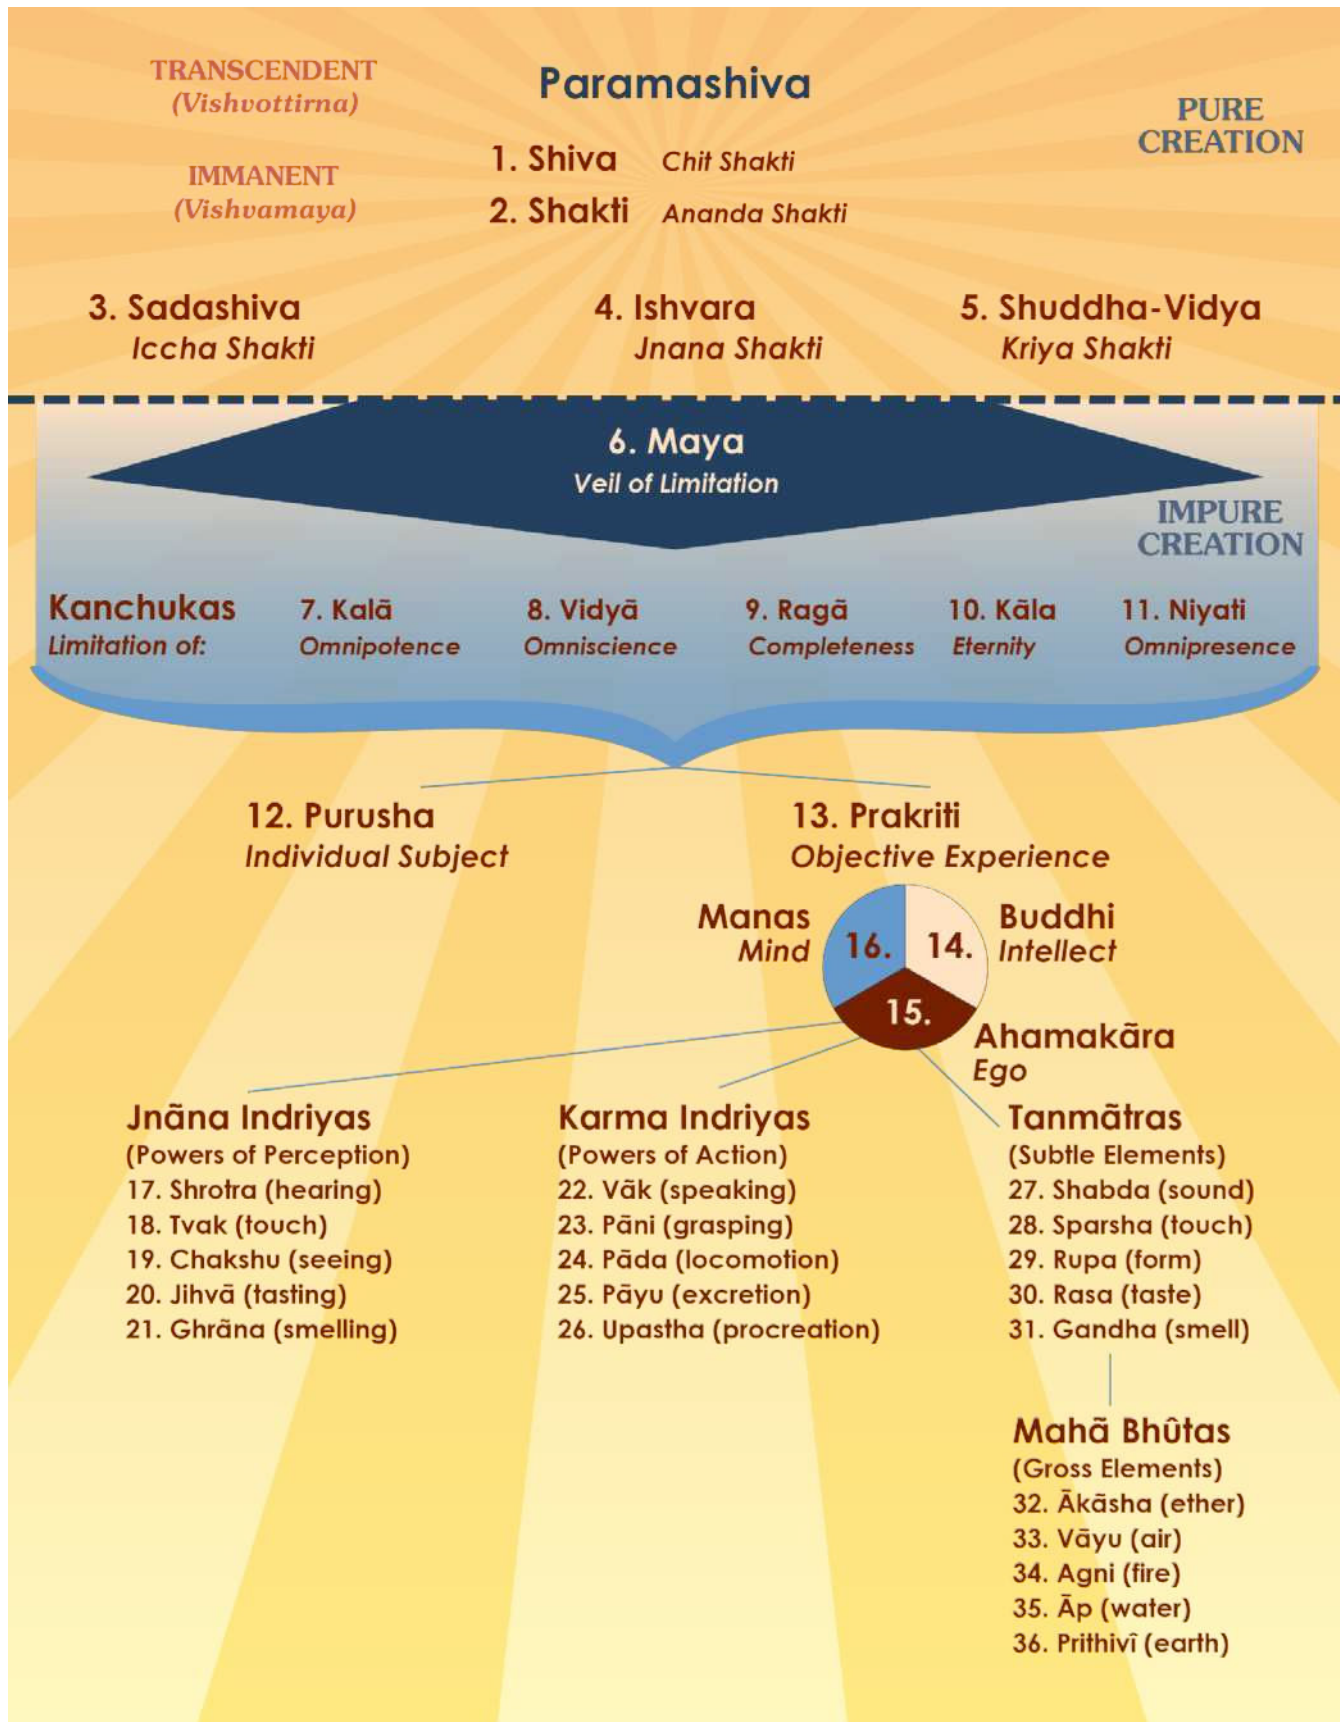 TRANSCENDENT
(Vishvottirna)
Paramashiva
PURE
CREATION
IMMANENT
(Vishvamaya)
1. Shiva Chit Shakti
2. Shakti Ananda Shakti
3. Sadashiva
Iccha Shakti
4. Ishvara
Jnana Shakti
5. Shuddha-Vidya
Kriya Shakti
6. Maya
Veil of Limitation
IMPURE
CREATION
Kanchukas
Limitation of:
7. Kalā
Omnipotence
8. Vidyā
Omniscience
9. Ragā
Completeness
10. Kāla
Eternity
11. Niyati
Omnipresence
12. Purusha
Individual Subject
13. Prakriti
Objective Experience
Manas
Mind
16.
14.
Buddhi
Intellect
15.
Ahamakāra
Ego
Jnāna Indriyas
(Powers of Perception)
17. Shrotra (hearing)
18. Tvak (touch)
19. Chakshu (seeing)
20. Jihvā (tasting)
21. Ghrāna (smelling)
Karma Indriyas
(Powers of Action)
22. Vāk (speaking)
23. Pāni (grasping)
24. Pāda (locomotion)
25. Pāyu (excretion)
26. Upastha (procreation)
Tanmātras
(Subtle Elements)
27. Shabda (sound)
28. Sparsha (touch)
29. Rupa (form)
30. Rasa (taste)
31. Gandha (smell)
Mahā Bhûtas
(Gross Elements)
32. Ākāsha (ether)
33. Vāyu (air)
34. Agni (fire)
35. Āp (water)
36. Prithivî (earth)